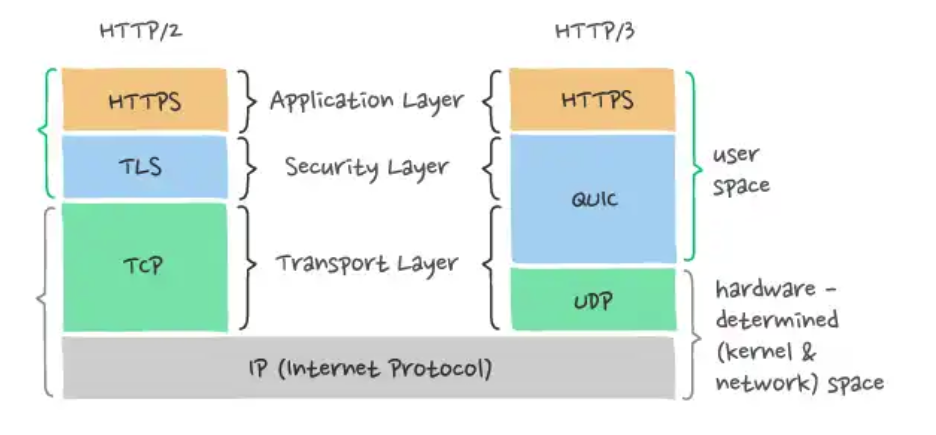 HTTP/2
HTTP/3
HTTPS
Application Layer
HTTPS
TLS
Security Layer
QUIC
user
space
TCP
Transport Layer
UDP
IP (Internet Protocol)
hardware -
determined
(kernel &
network) space